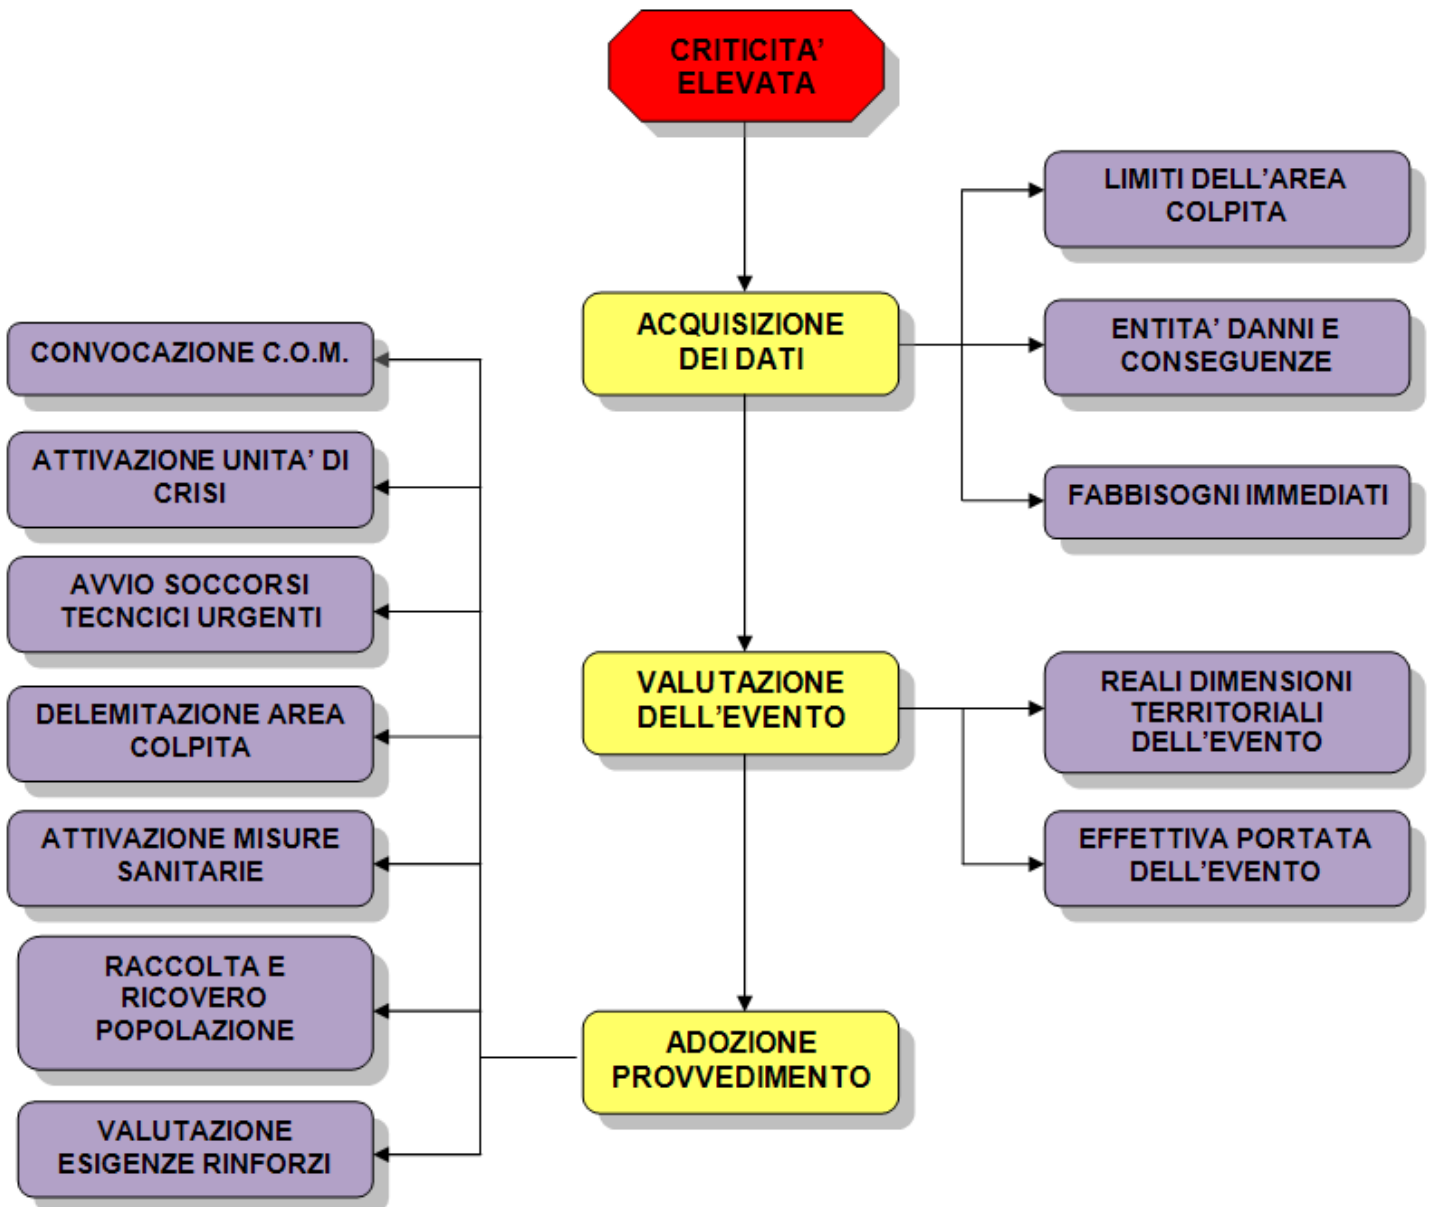 CRITICITA’
ELEVATA
LIMITI DELL’AREA
COLPITA
ACQUISIZIONE
DEI DATI
ENTITA’ DANNI E
CONSEGUENZE
FABBISOGNI IMMEDIATI
VALUTAZIONE
DELL’EVENTO
REALI DIMENSIONI
TERRITORIALI
DELL’EVENTO
EFFETTIVA PORTATA
DELL’EVENTO
ADOZIONE
PROVVEDIMENTO
CONVOCAZIONE C.O.M.
ATTIVAZIONE UNITA’ DI
CRISI
AVVIO SOCCORSI
TECNCICI URGENTI
DELEMITAZIONE AREA
COLPITA
ATTIVAZIONE MISURE
SANITARIE
RACCOLTA E
RICOVERO
POPOLAZIONE
VALUTAZIONE
ESIGENZE RINFORZI